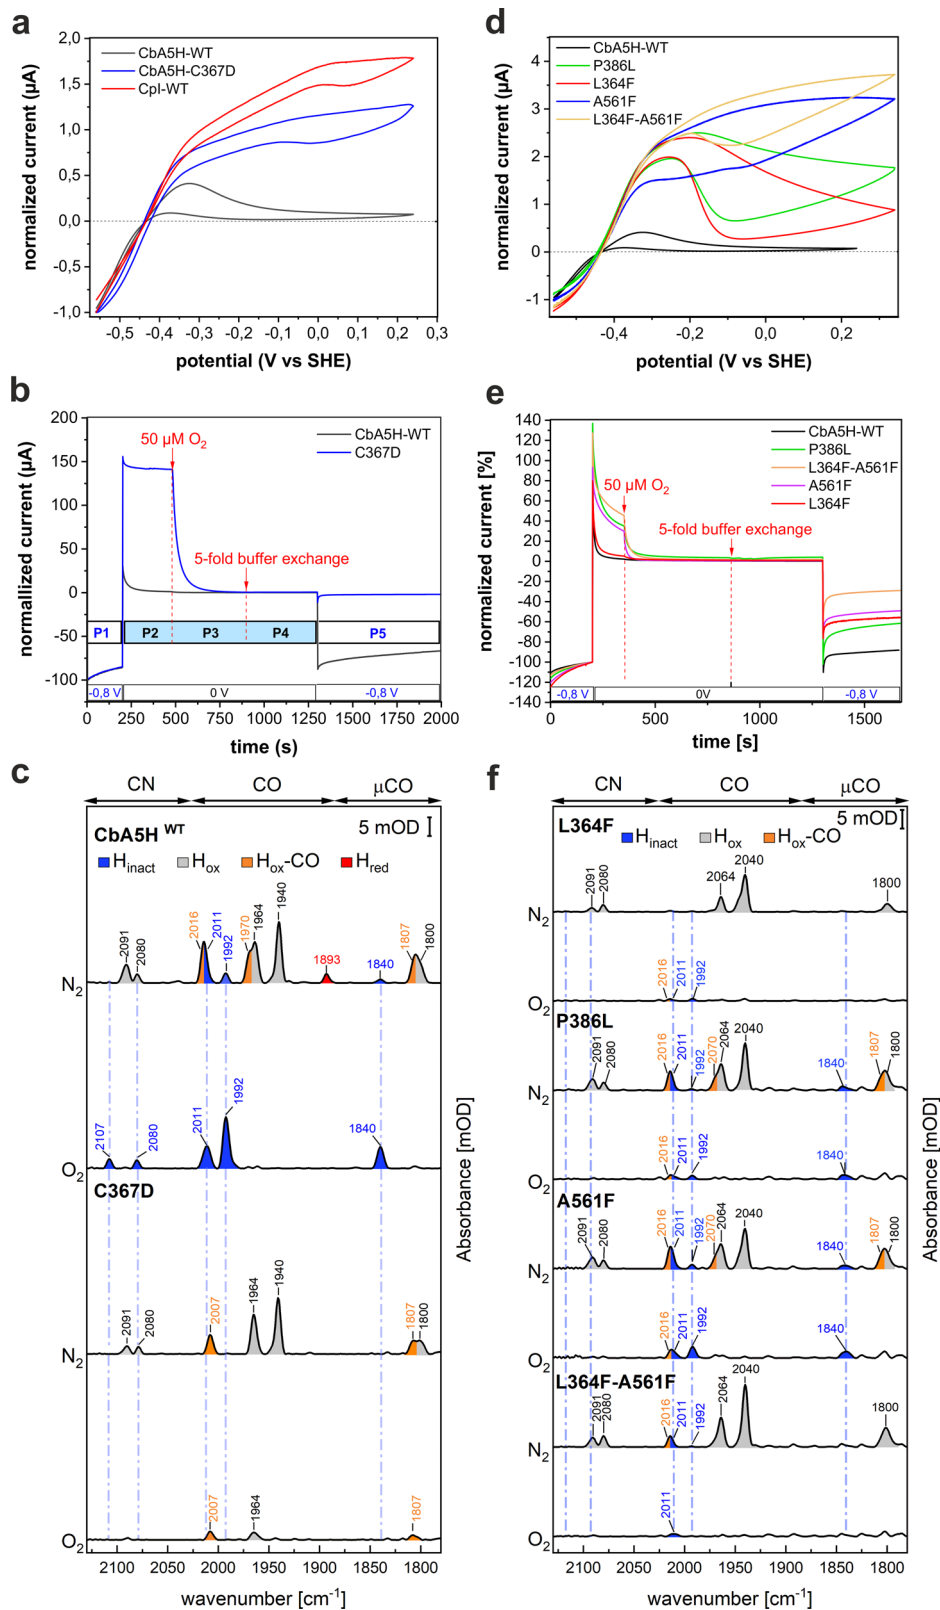 a
CbA5H-WT
CbA5H-C367D
CpI-WT
normalized current (µA)
2,0
1,5
1,0
0,5
0,0
-0,5
-1,0
-0,5 -0,4 -0,3 -0,2 -0,1 0,0 0,1 0,2 0,3
potential (V vs SHE)
d
CbA5H-WT
P386L
L364F
A561F
L364F-A561F
normalized current (µA)
4
3
2
1
0
-1
-0,4 -0,2 0,0 0,2
potential (V vs SHE)
b
50 µM O2
CbA5H-WT
C367D
5-fold buffer exchange
normallized current (µA)
200
150
100
50
0
-50
-100
P1 P2 P3 P4 P5
-0,8 V 0 V -0,8 V
0 250 500 750 1000 1250 1500 1750 2000
time (s)
e
CbA5H-WT
P386L
L364F-A561F
A561F
L364F
50 µM O2
5-fold buffer exchange
normalized current [%]
140
120
100
80
60
40
20
0
-20
-40
-60
-80
-100
-120
-140
-0,8 V 0V -0,8 V
0 500 1000 1500
time [s]
c
CN CO µCO
CbA5H WT
5 mOD
Hinact Hox Hox-CO Hred
2091 2080 2016 2011 1992 1970 1964 1940 1893 1840 1807 1800
N2
2107 2080 2011 1992 1840
O2
C367D
2091 2080 2007 1964 1940 1807 1800
N2
2007 1964 1807
O2
Absorbance [mOD]
2100 2050 2000 1950 1900 1850 1800
wavenumber [cm-1]
f
CN CO µCO
L364F
5 mOD
Hinact Hox Hox-CO
2091 2080 2064 2040 1800
N2
2016 2011 1992
O2
P386L
2091 2080 2016 2011 1992 2070 2064 2040 1840 1807 1800
N2
2016 2011 1992 1840
O2
A561F
2091 2080 2016 2011 1992 2070 2064 2040 1840 1807 1800
N2
2016 2011 1992 1840
O2
L364F-A561F
2091 2080 2016 2011 1992 2064 2040 1800
N2
2011
O2
Absorbance [mOD]
2100 2050 2000 1950 1900 1850 1800
wavenumber [cm-1]